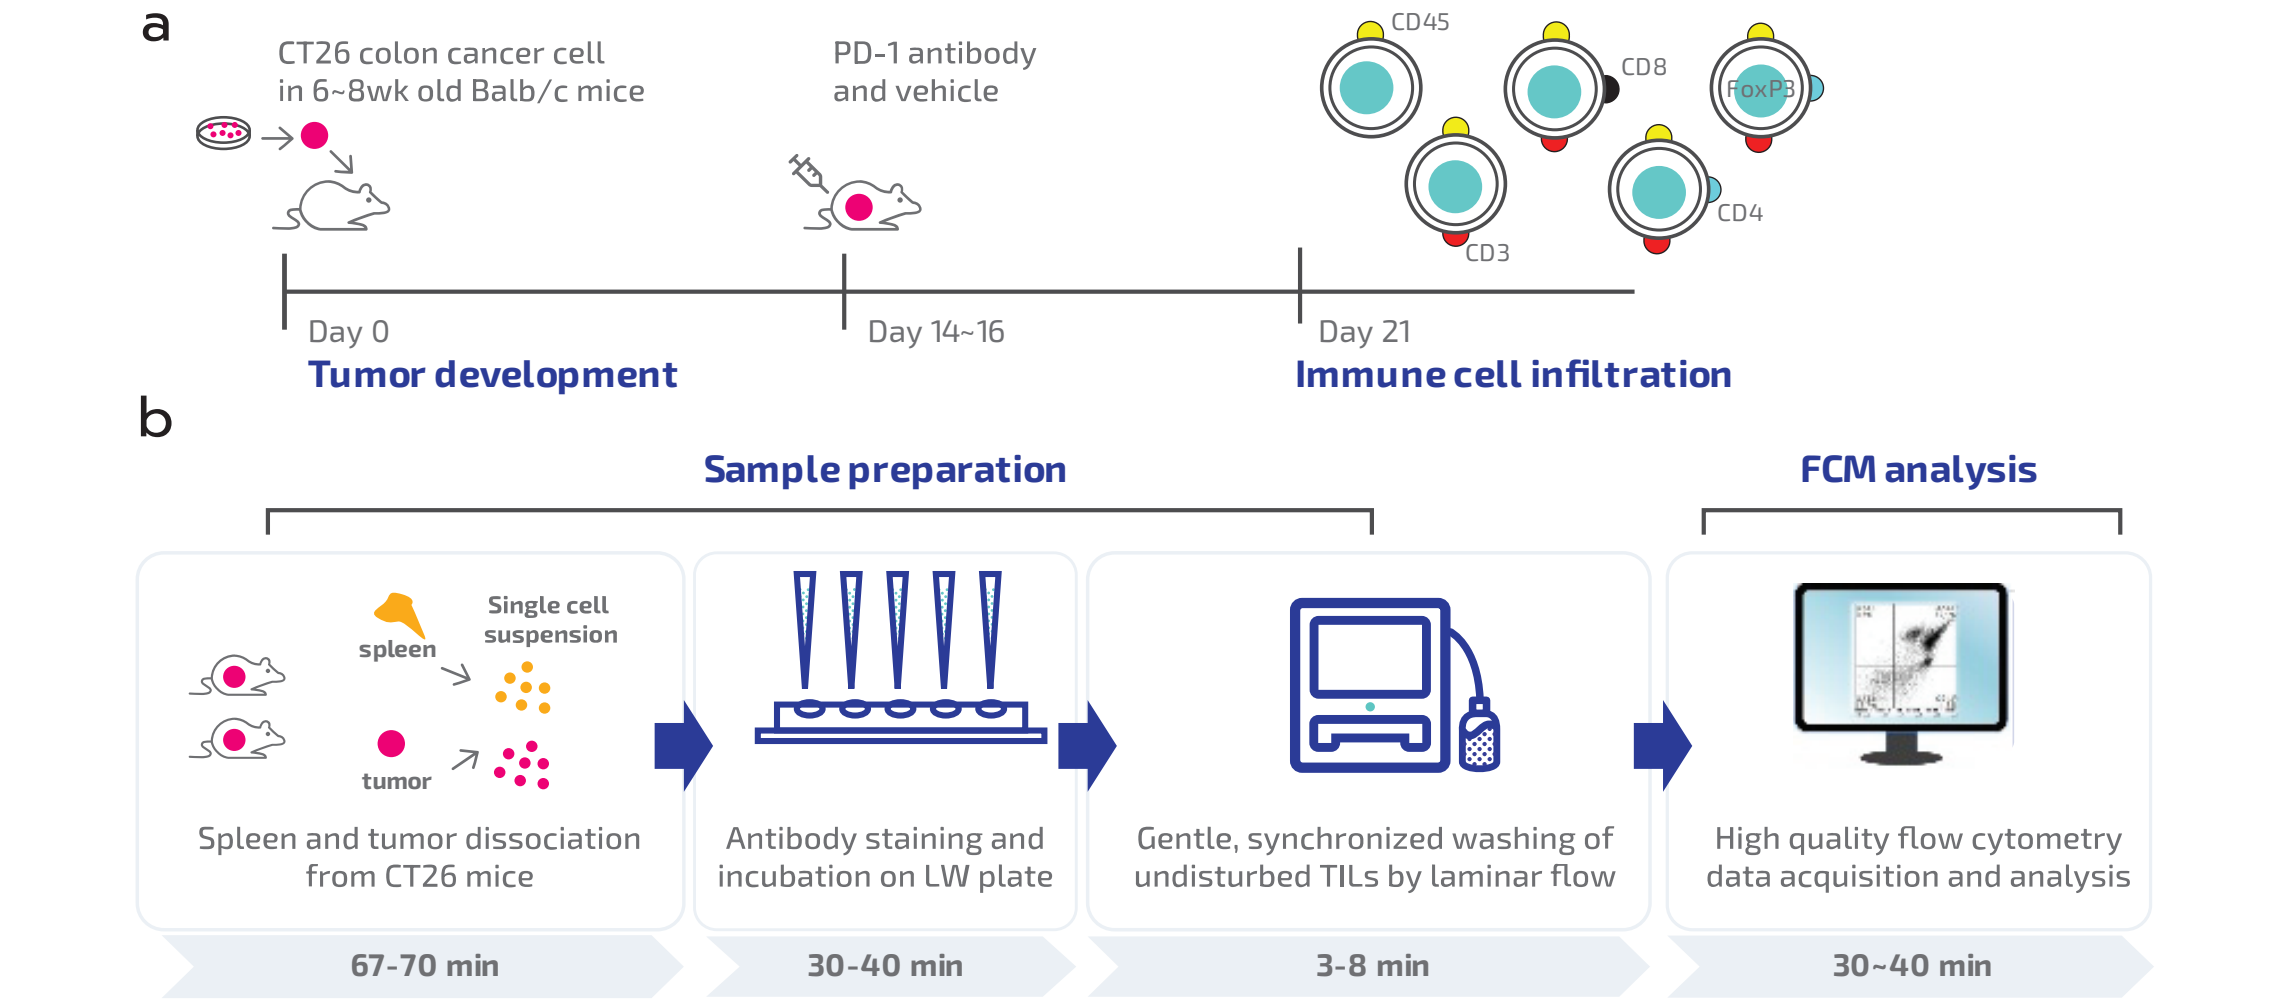 a
CT26 colon cancer cell
in 6~8wk old Balb/c mice
PD-1 antibody
and vehicle
CD45
CD8
FoxP3
CD3
CD4
Day 0
Day 14~16
Day 21
Tumor development
Immune cell infiltration
b
Sample preparation
FCM analysis
Single cell
suspension
spleen
tumor
Spleen and tumor dissociation
from CT26 mice
Antibody staining and
incubation on LW plate
Gentle, synchronized washing of
undisturbed TILs by laminar flow
High quality flow cytometry
data acquisition and analysis
67-70 min
30-40 min
3-8 min
30~40 min